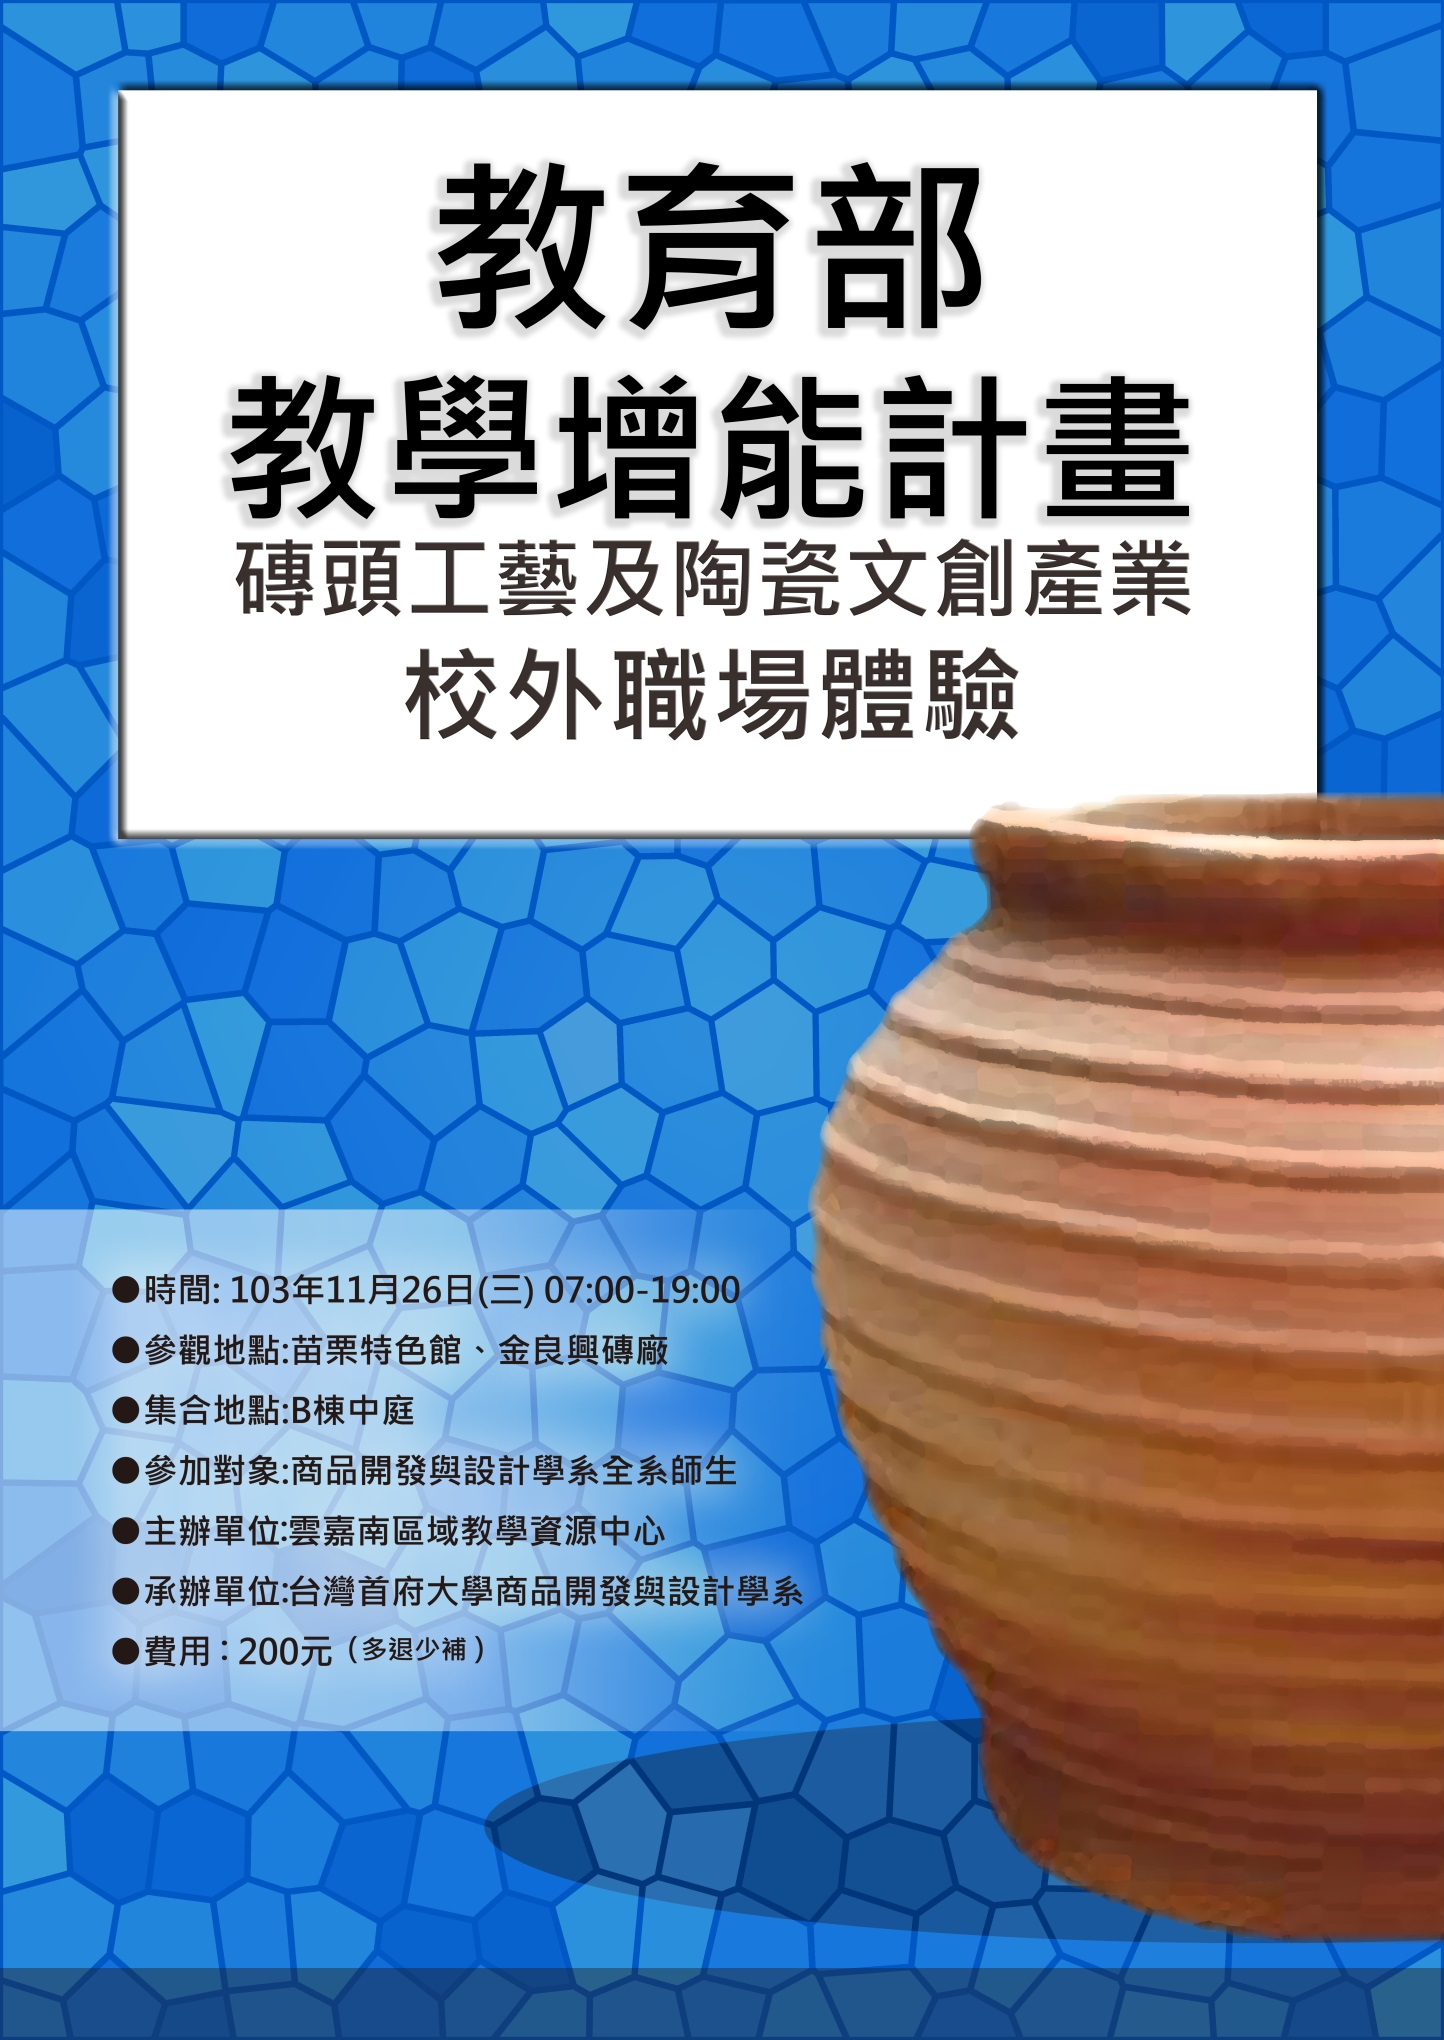 教育部
教學增能計畫
磚頭工藝及陶瓷文創產業
校外職場體驗
●時間: 103年11月26日(三) 07:00-19:00
●參觀地點:苗栗特色館、金良興磚廠
●集合地點:B棟中庭
●參加對象:商品開發與設計學系全系師生
●主辦單位:雲嘉南區域教學資源中心
●承辦單位:台灣首府大學商品開發與設計學系
●費用：200元（多退少補）